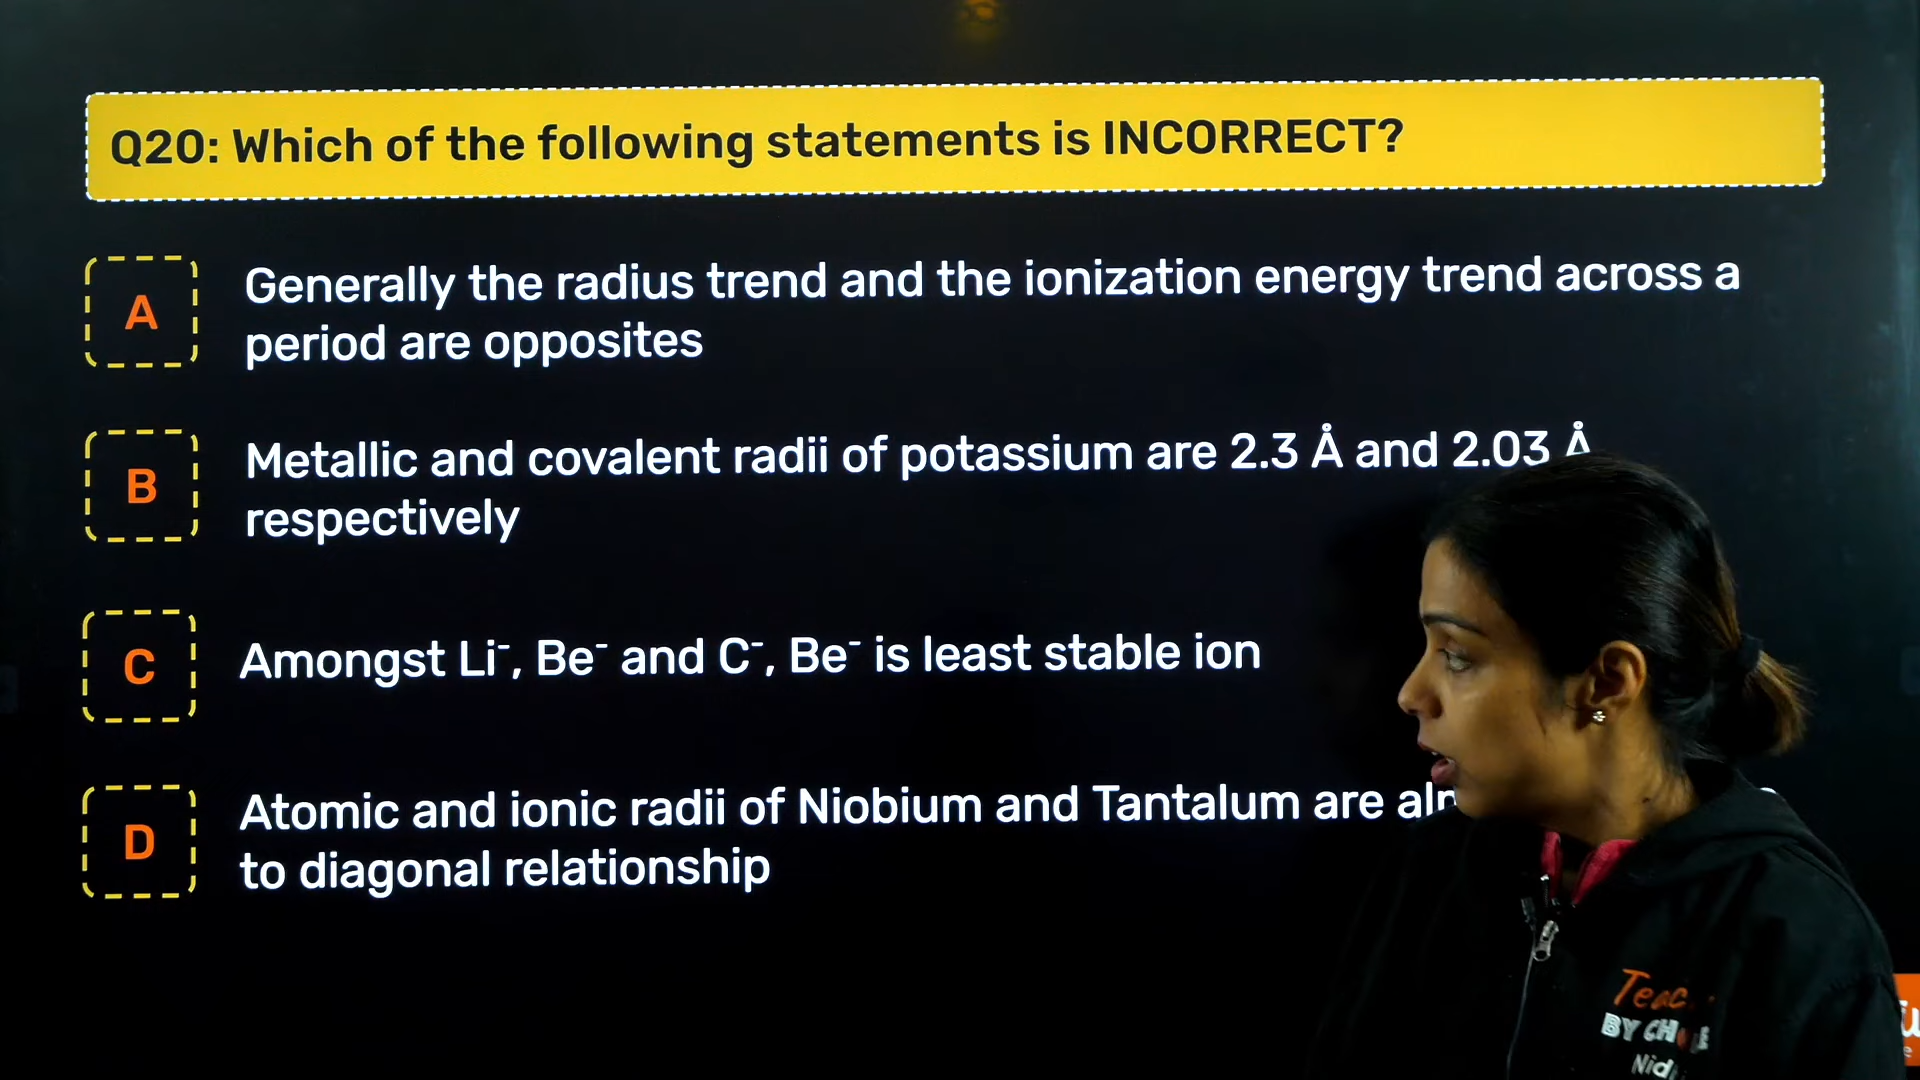 Q20: Which of the following statements is INCORRECT?
A
Generally the radius trend and the ionization energy trend across a
period are opposites
B
Metallic and covalent radii of potassium are 2.3 Å and 2.03 Å
respectively
C
Amongst Li⁻, Be⁻ and C⁻, Be⁻ is least stable ion
D
Atomic and ionic radii of Niobium and Tantalum are
to diagonal relationship
BY